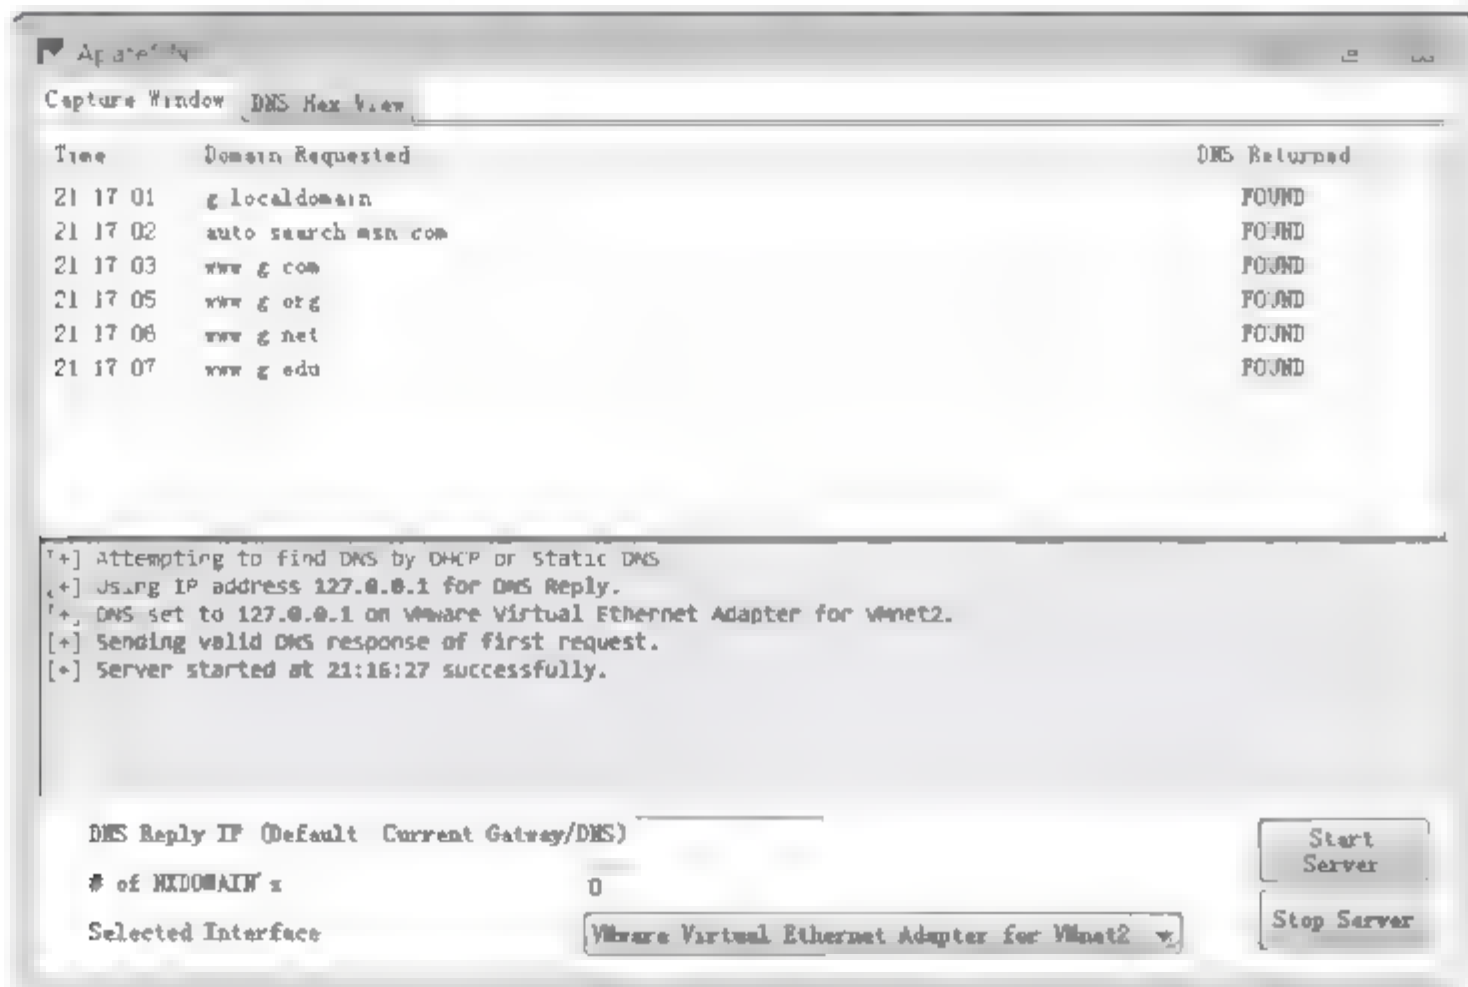 Capture Window DNS Hex View
Time Domain Requested DNS Returned
21 17 01 g localdomain FOUND
21 17 02 auto search msn com FOUND
21 17 03 www g com FOUND
21 17 05 www g org FOUND
21 17 06 www g net FOUND
21 17 07 www g edu FOUND
[+] Attempting to find DNS by DHCP or Static DNS
[+] Using IP address 127.0.0.1 for DNS Reply.
[+] DNS set to 127.0.0.1 on VMware Virtual Ethernet Adapter for VMnet2.
[+] Sending valid DNS response of first request.
[+] Server started at 21:16:27 successfully.
DNS Reply IP (Default Current Gatway/DNS)
Start
Server
# of NXDOMAIN's 0
Selected Interface VMware Virtual Ethernet Adapter for VMnet2
Stop Server